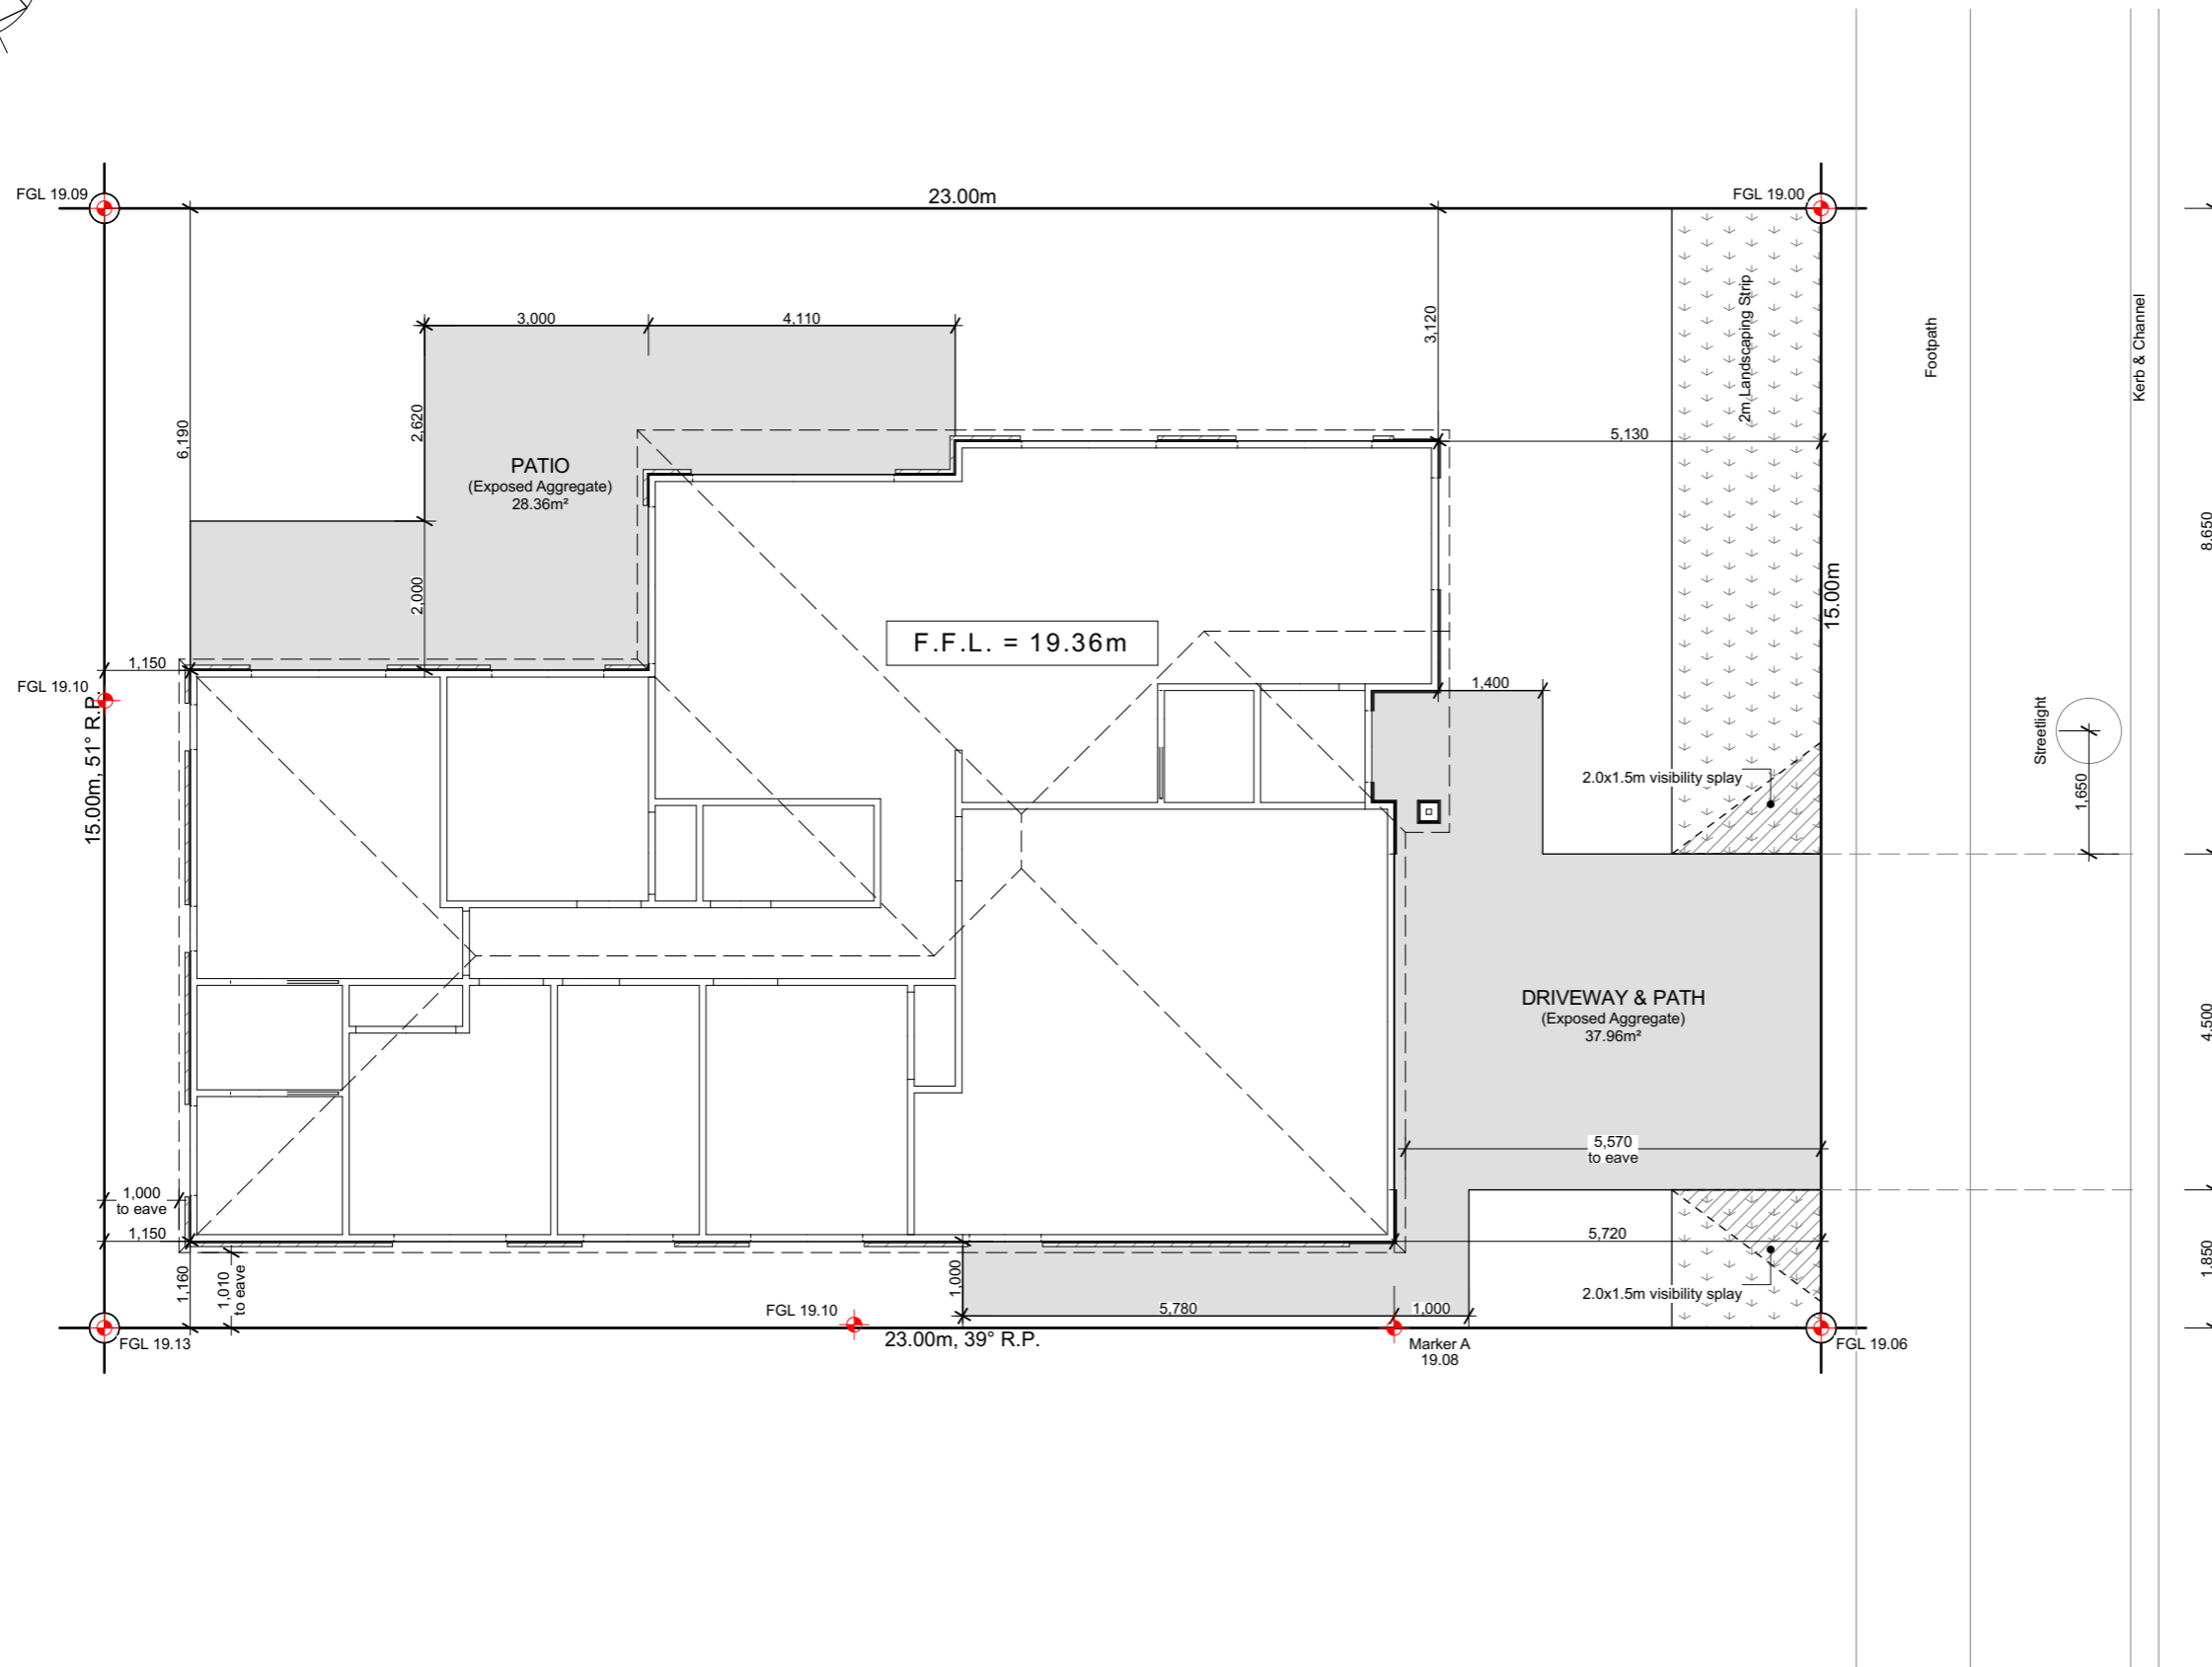 FGL 19.09
23.00m
FGL 19.00
3,000
4,110
3,120
2m Landscaping Strip
Footpath
Kerb & Channel
6,190
2,620
5,130
PATIO
(Exposed Aggregate)
28.36m²
8,650
2,000
15.00m
F.F.L. = 19.36m
1,150
FGL 19.10
15.00m, 51° R.P.
1,400
Streetlight
2.0x1.5m visibility splay
1,650
DRIVEWAY & PATH
(Exposed Aggregate)
37.96m²
4,500
5,570
to eave
1,000
to eave
1,150
5,720
1,160
1,010
to eave
1,000
1,850
2.0x1.5m visibility splay
FGL 19.10
5,780
1,000
FGL 19.13
23.00m, 39° R.P.
Marker A
19.08
FGL 19.06